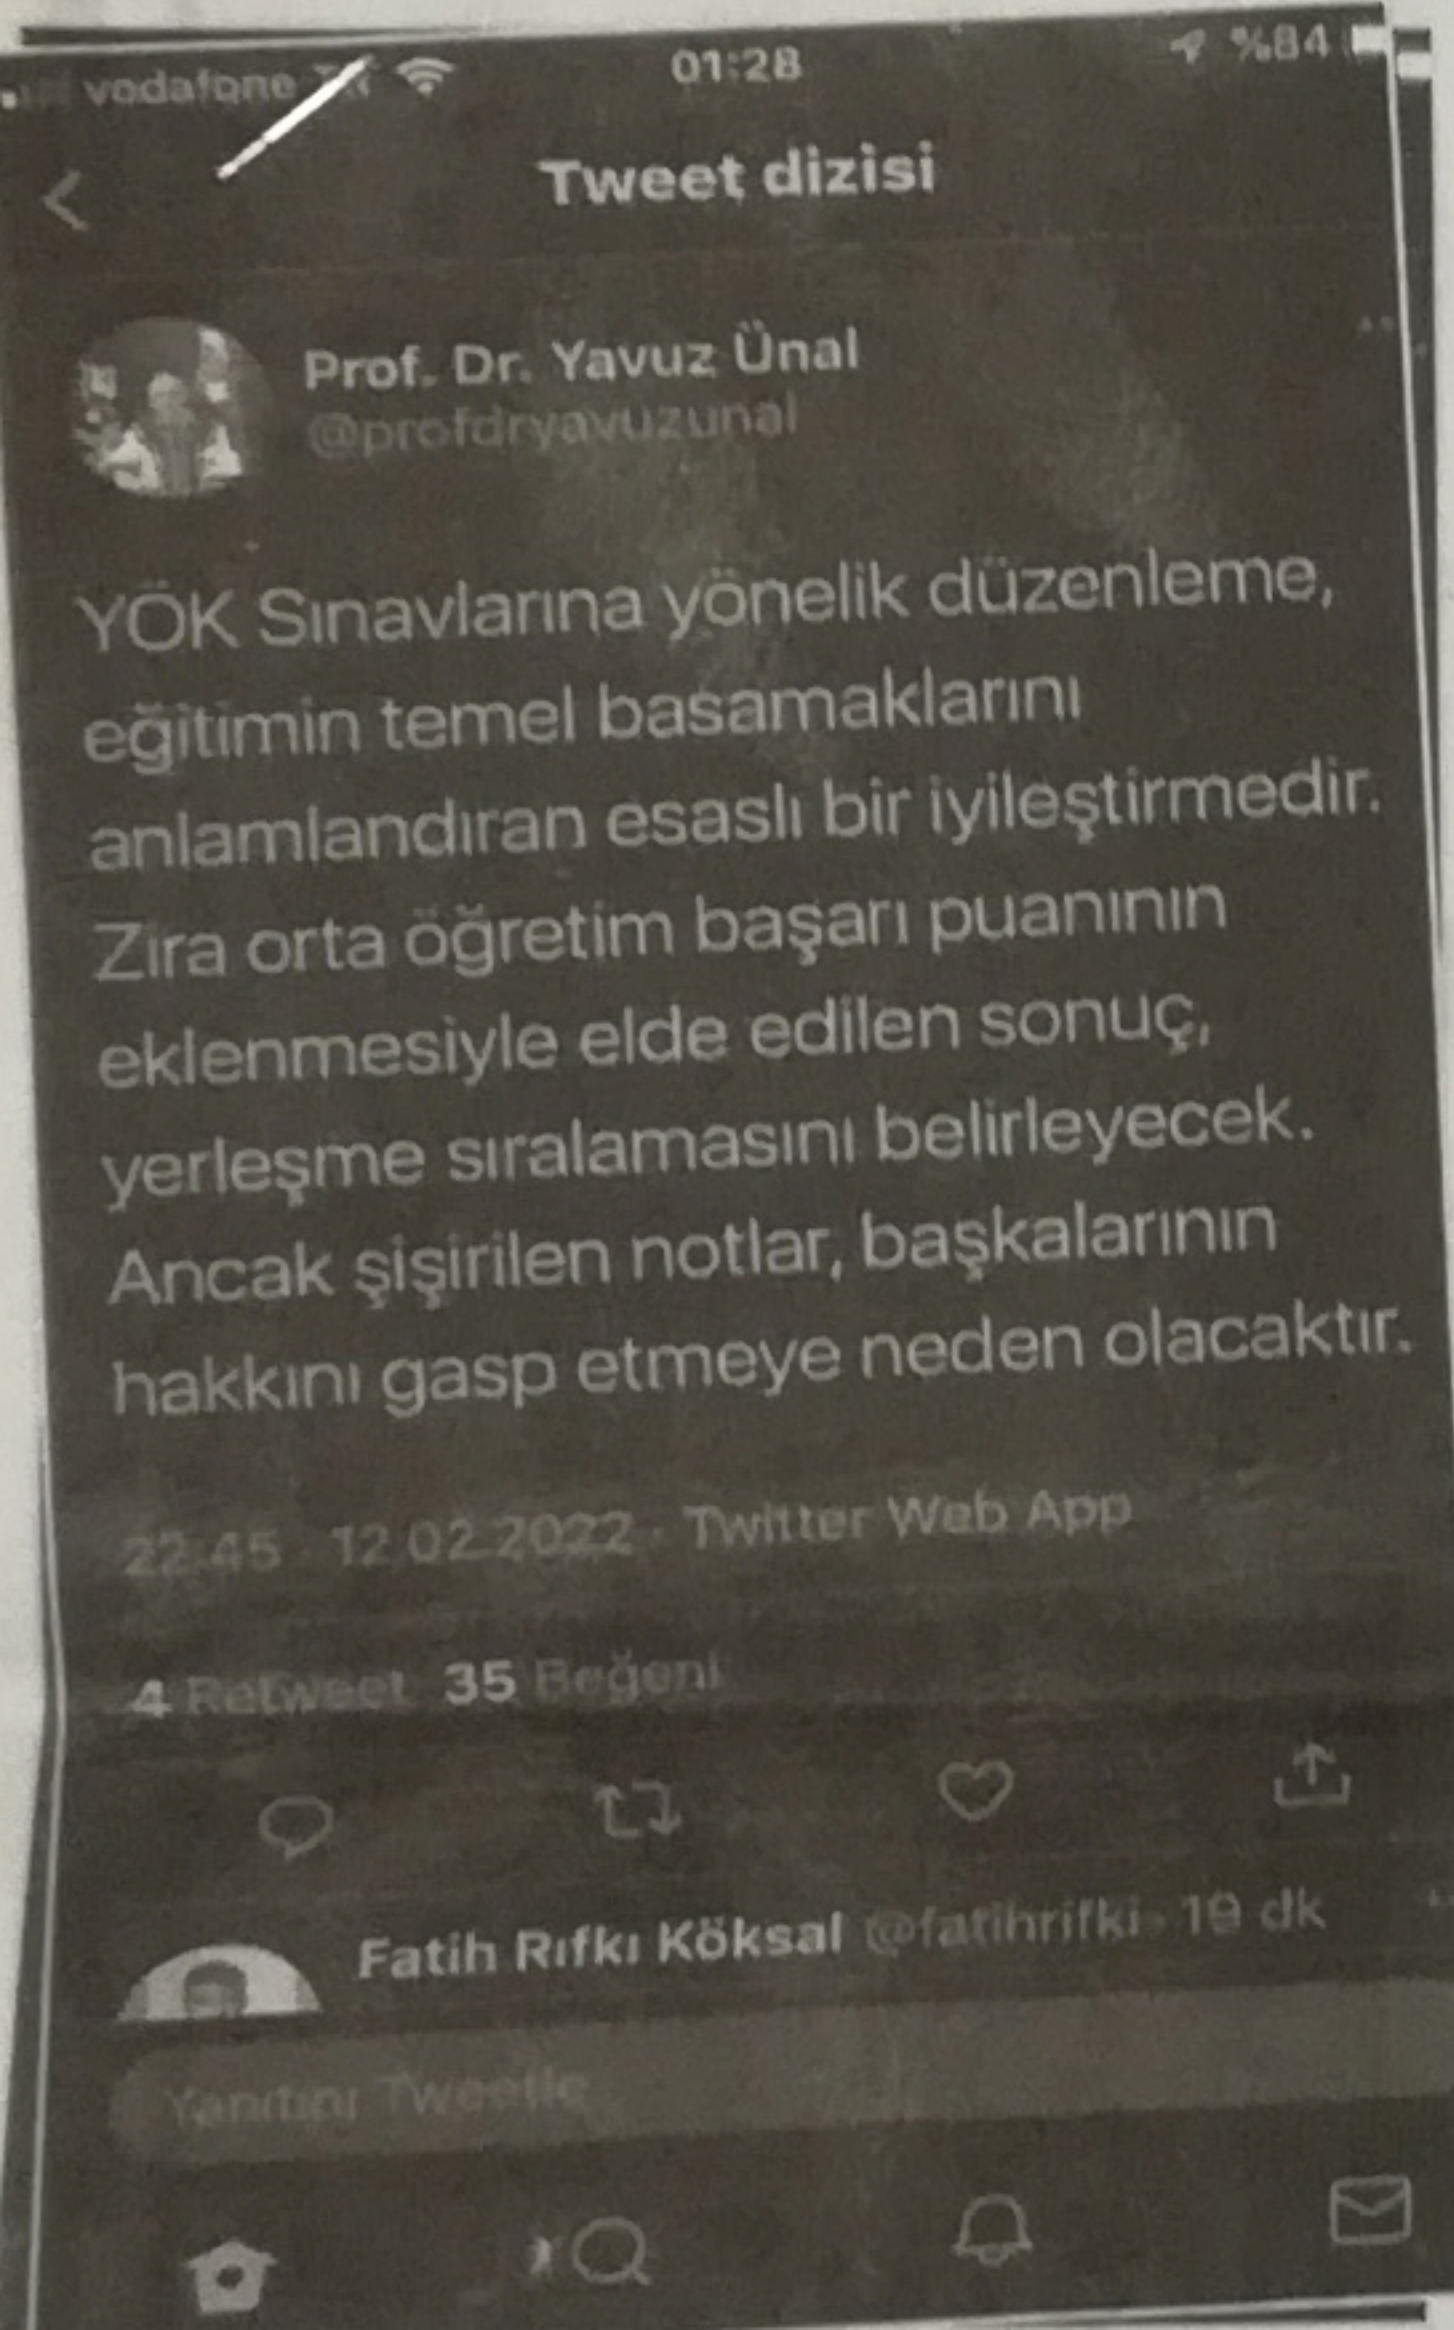 vodafone
01:28
%84
Tweet dizisi
Prof. Dr. Yavuz Ünal
@profdryavuzunal
YÖK Sınavlarına yönelik düzenleme,
eğitimin temel basamaklarını
anlamlandıran esaslı bir iyileştirmedir.
Zira orta öğretim başarı puanının
eklenmesiyle elde edilen sonuç,
yerleşme sıralamasını belirleyecek.
Ancak şişirilen notlar, başkalarının
hakkını gasp etmeye neden olacaktır.
22:45 · 12.02.2022 · Twitter Web App
4 Retweet 35 Beğeni
Fatih Rıfkı Köksal @fatihrifki · 19 dk
Yanıtını Tweetle